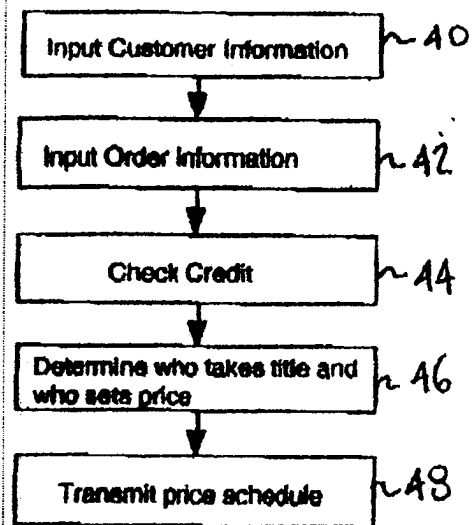 Input Customer Information 40
Input Order Information 42
Check Credit 44
Determine who takes title and
who sets price 46
Transmit price schedule 48